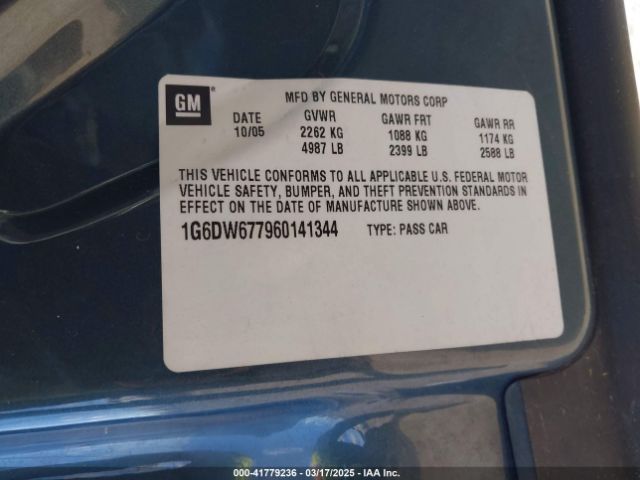 GM
MFD BY GENERAL MOTORS CORP
DATE GVWR GAWR FRT GAWR RR
10/05 2262 KG 1088 KG 1174 KG
4987 LB 2399 LB 2588 LB
THIS VEHICLE CONFORMS TO ALL APPLICABLE U.S. FEDERAL MOTOR
VEHICLE SAFETY, BUMPER, AND THEFT PREVENTION STANDARDS IN
EFFECT ON THE DATE OF MANUFACTURE SHOWN ABOVE.
1G6DW677960141344 TYPE: PASS CAR
000-41779236 - 03/17/2025 - IAA Inc.